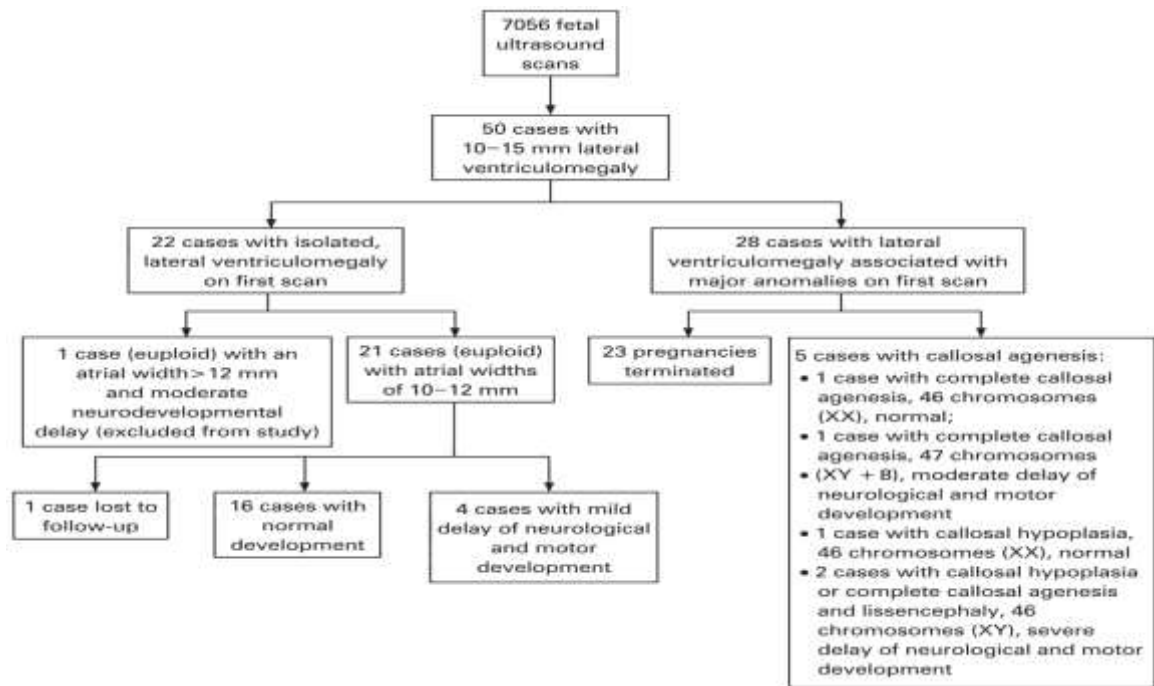 7056 fetal
ultrasound
scans
50 cases with
10–15 mm lateral
ventriculomegaly
22 cases with isolated,
lateral ventriculomegaly
on first scan
28 cases with lateral
ventriculomegaly associated with
major anomalies on first scan
1 case (euploid) with an
atrial width > 12 mm
and moderate
neurodevelopmental
delay (excluded from study)
21 cases (euploid)
with atrial widths
of 10–12 mm
23 pregnancies
terminated
5 cases with callosal agenesis:
• 1 case with complete callosal
agenesis, 46 chromosomes
(XX), normal;
• 1 case with complete callosal
agenesis, 47 chromosomes
• (XY + 8), moderate delay of
neurological and motor
development
• 1 case with callosal hypoplasia,
46 chromosomes (XX), normal
• 2 cases with callosal hypoplasia
or complete callosal agenesis
and lissencephaly, 46
chromosomes (XY), severe
delay of neurological and motor
development
1 case lost to
follow-up
16 cases with
normal
development
4 cases with mild
delay of neurological
and motor
development